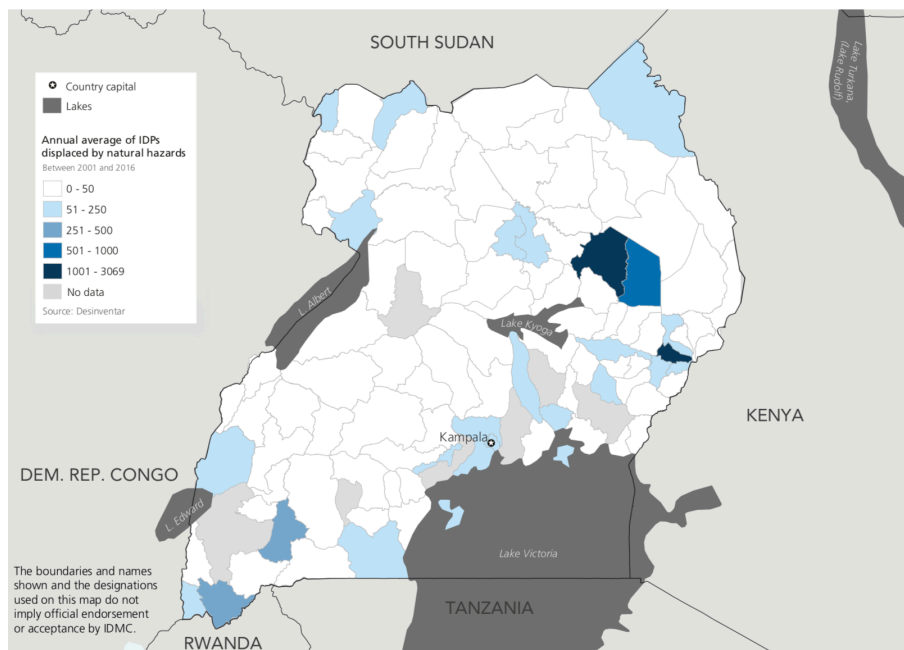 SOUTH SUDAN
Lake Turkana,
(Lake Rudolf)
Country capital
Lakes
Annual average of IDPs
displaced by natural hazards
Between 2001 and 2016
0 - 50
51 - 250
251 - 500
501 - 1000
1001 - 3069
No data
Source: Desinventar
L. Albert
Lake Kyoga
KENYA
Kampala
DEM. REP. CONGO
L. Edward
Lake Victoria
The boundaries and names
shown and the designations
used on this map do not
imply official endorsement
or acceptance by IDMC.
TANZANIA
RWANDA